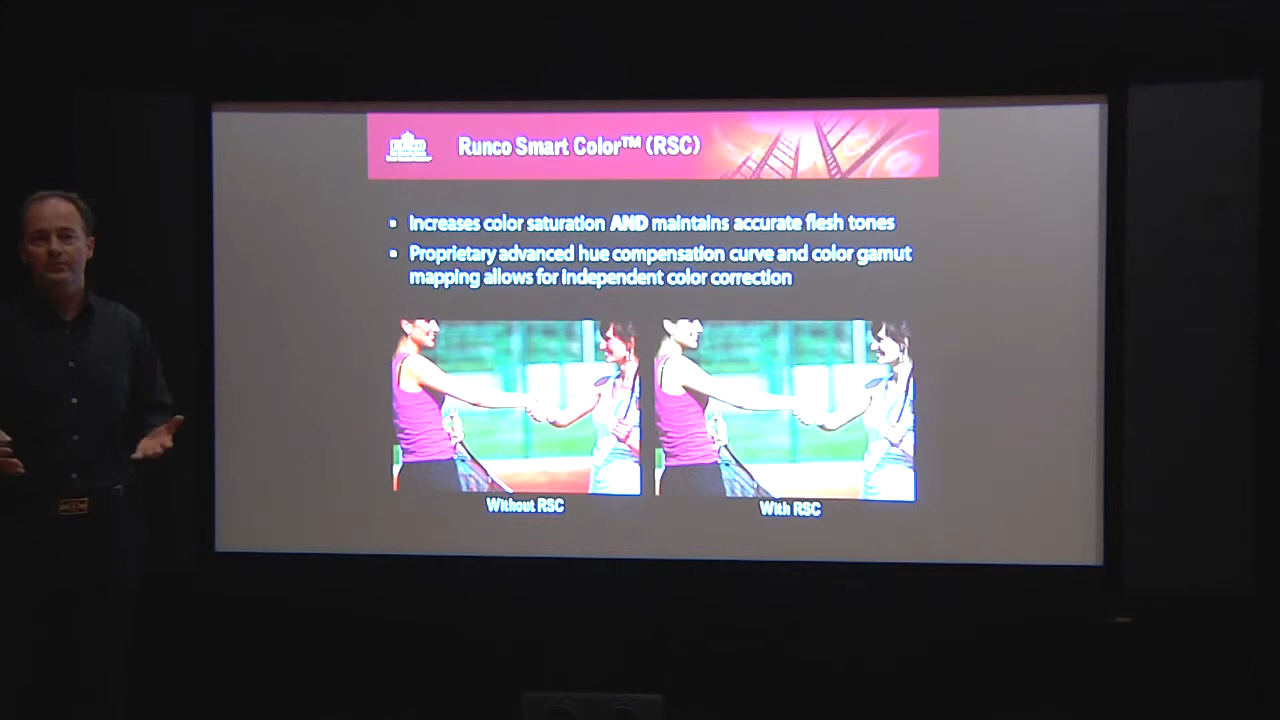 RUNCO
Runco Smart Color™ (RSC)
▪ Increases color saturation AND maintains accurate flesh tones
▪ Proprietary advanced hue compensation curve and color gamut
mapping allows for independent color correction
Without RSC
With RSC